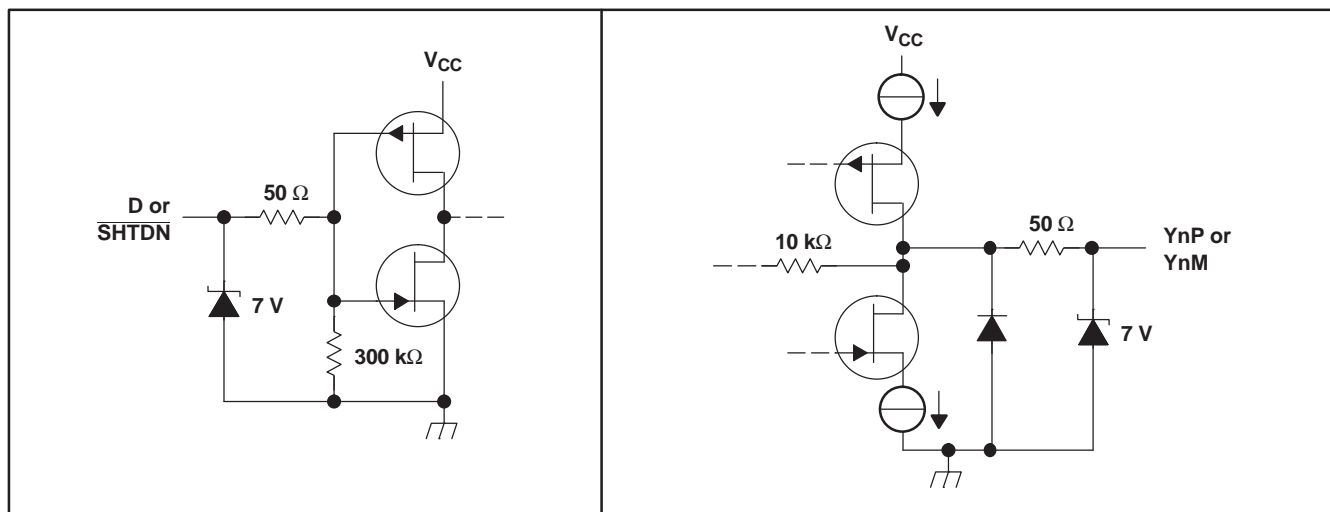 VCC
50 Ω
D or
SHTDN
7 V
300 kΩ
VCC
50 Ω
YnP or
YnM
10 kΩ
7 V